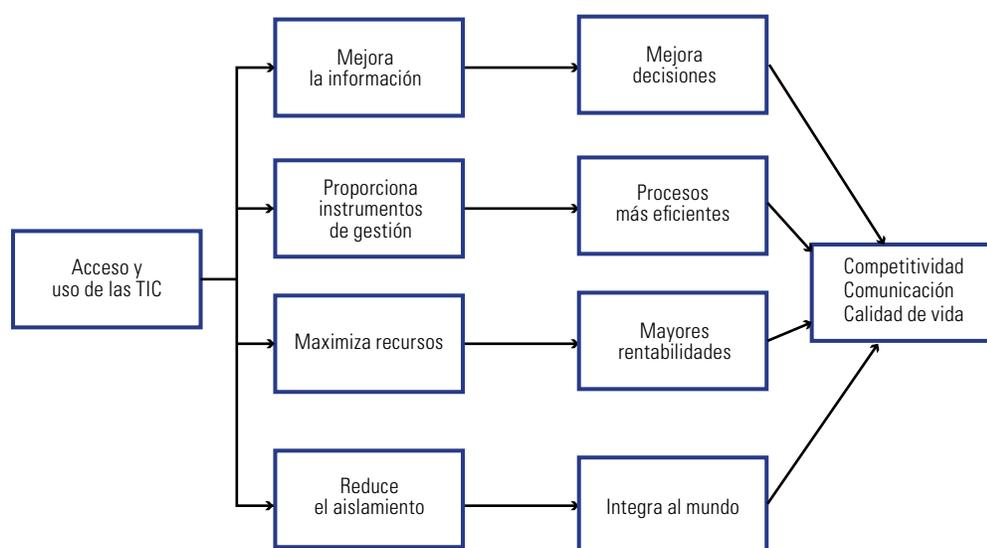 Mejora
la información
Mejora
decisiones
Proporciona
instrumentos
de gestión
Procesos
más eficientes
Acceso y
uso de las TIC
Competitividad
Comunicación
Calidad de vida
Maximiza recursos
Mayores
rentabilidades
Reduce
el aislamiento
Integra al mundo